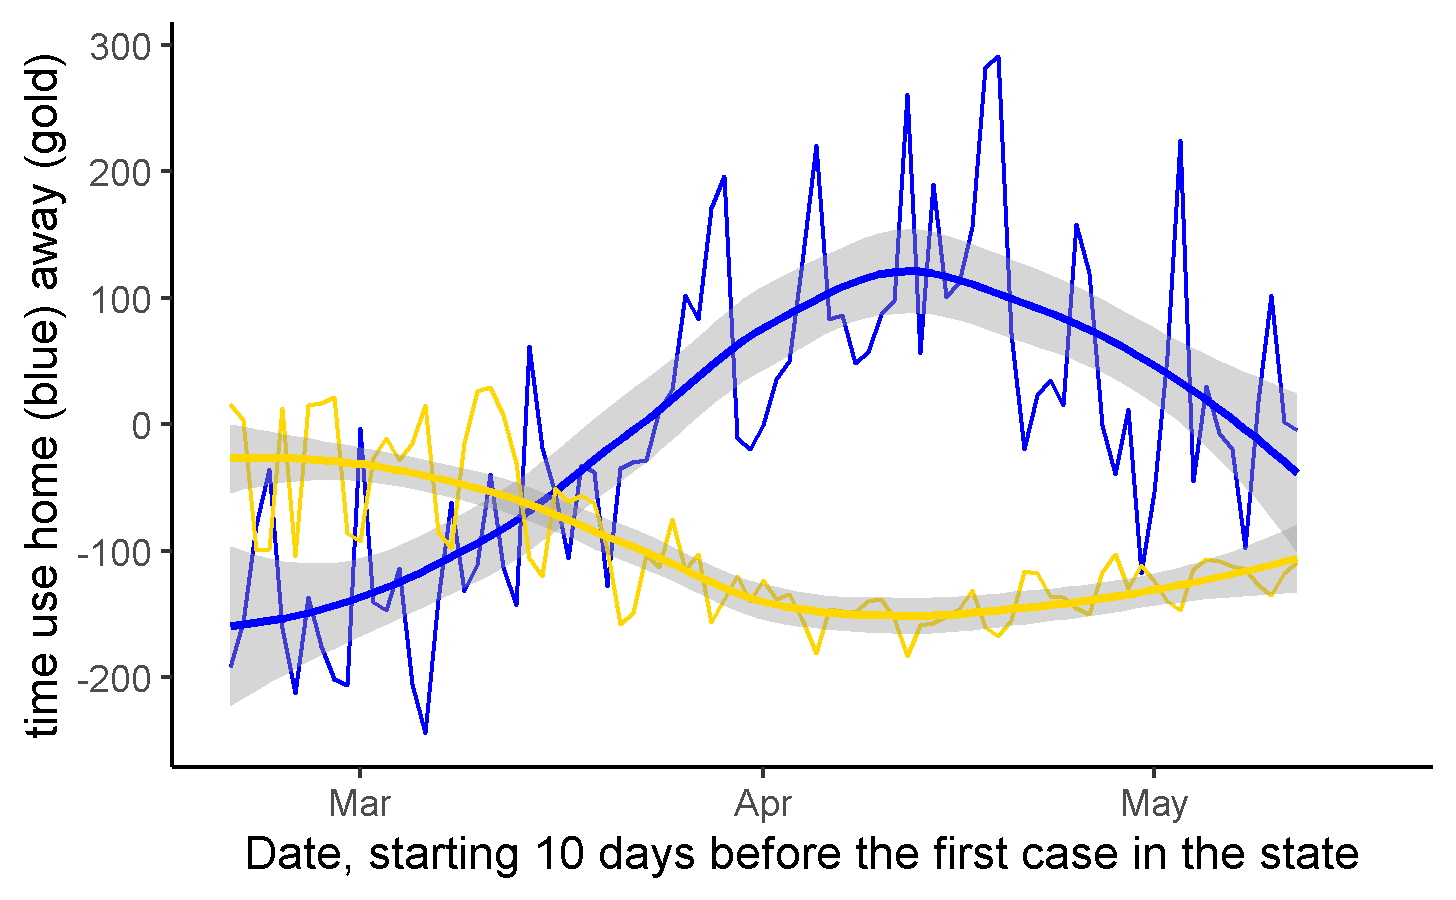 time use home (blue) away (gold)
300
200
100
0
-100
-200
Mar Apr May
Date, starting 10 days before the first case in the state